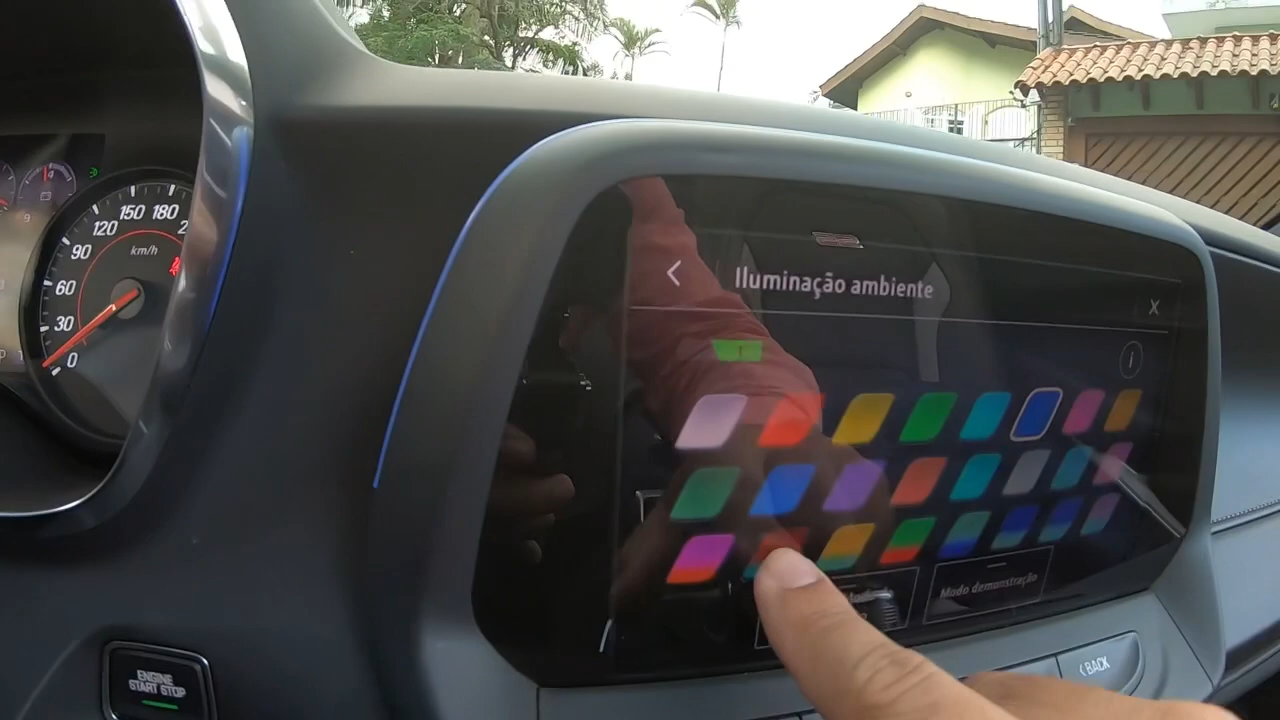 Iluminação ambiente
Modo demonstração
BACK
ENGINE
START STOP
180
150
120
90
60
30
0
km/h